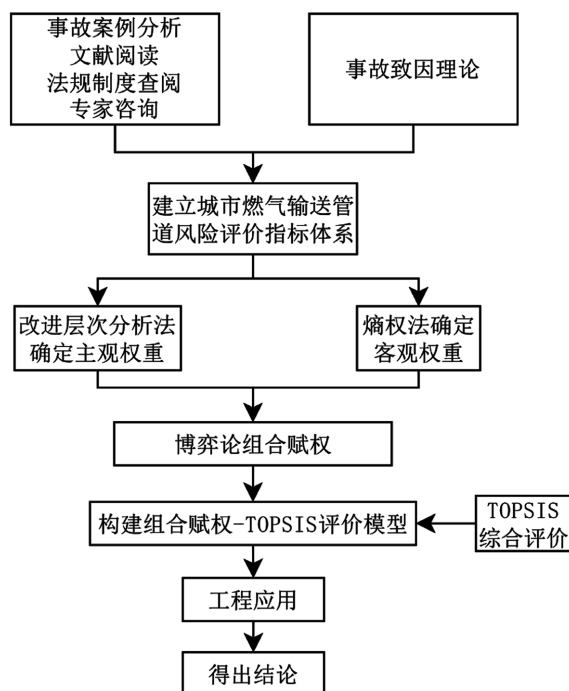 事故案例分析
文献阅读
法规制度查阅
专家咨询
事故致因理论
建立城市燃气输送管
道风险评价指标体系
改进层次分析法
确定主观权重
熵权法确定
客观权重
博弈论组合赋权
构建组合赋权-TOPSIS评价模型
TOPSIS
综合评价
工程应用
得出结论